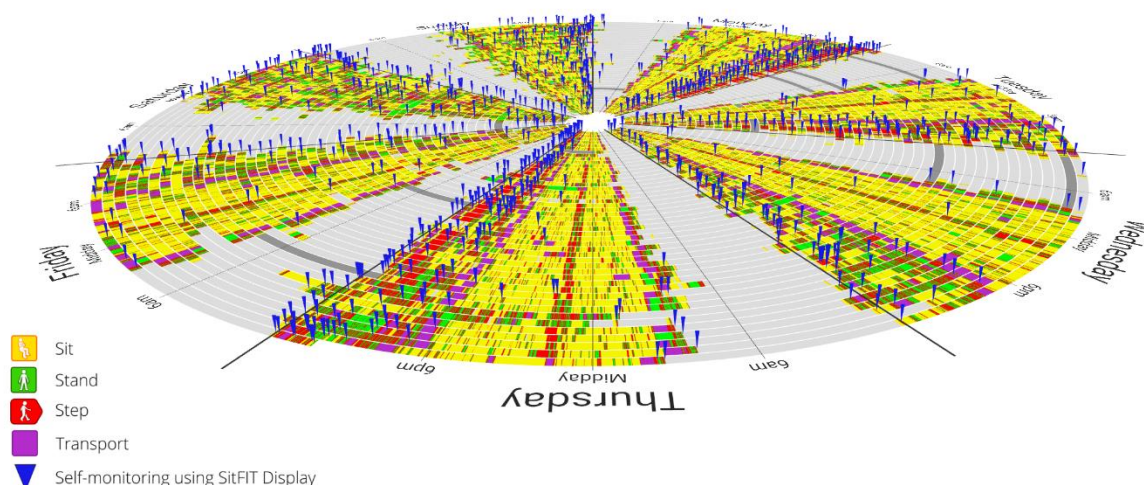 Monday
Tuesday
Saturday
6am
Wednesday
Midday
6pm
6pm
Friday
Midday
6am
6pm
Midday
6am
Thursday
Sit
Stand
Step
Transport
Self-monitoring using SitFIT Display